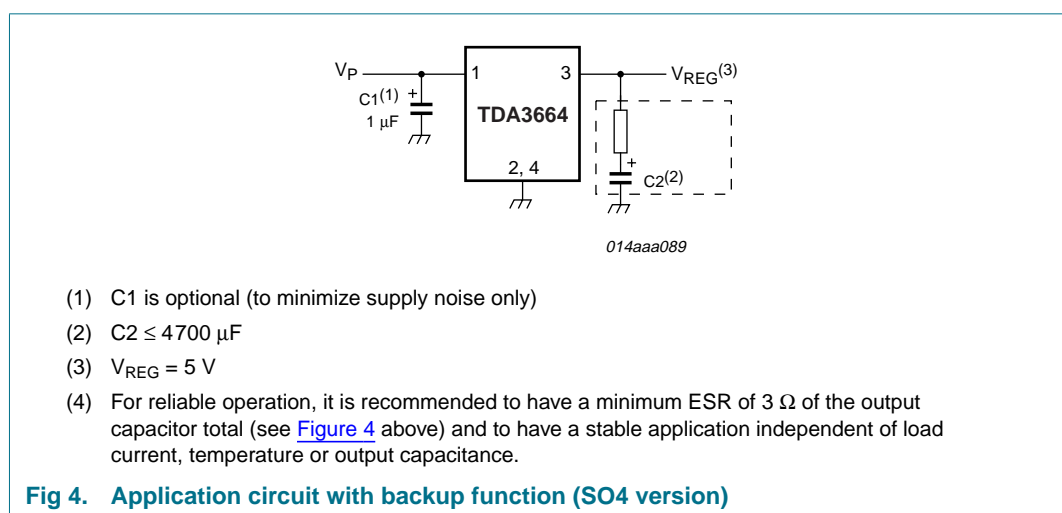 V_P
1
3
V_REG(3)
C1(1)
+
1 μF
TDA3664
2, 4
+
C2(2)
014aaa089
(1) C1 is optional (to minimize supply noise only)
(2) C2 ≤ 4700 μF
(3) V_REG = 5 V
(4) For reliable operation, it is recommended to have a minimum ESR of 3 Ω of the output
capacitor total (see Figure 4 above) and to have a stable application independent of load
current, temperature or output capacitance.
Fig 4. Application circuit with backup function (SO4 version)